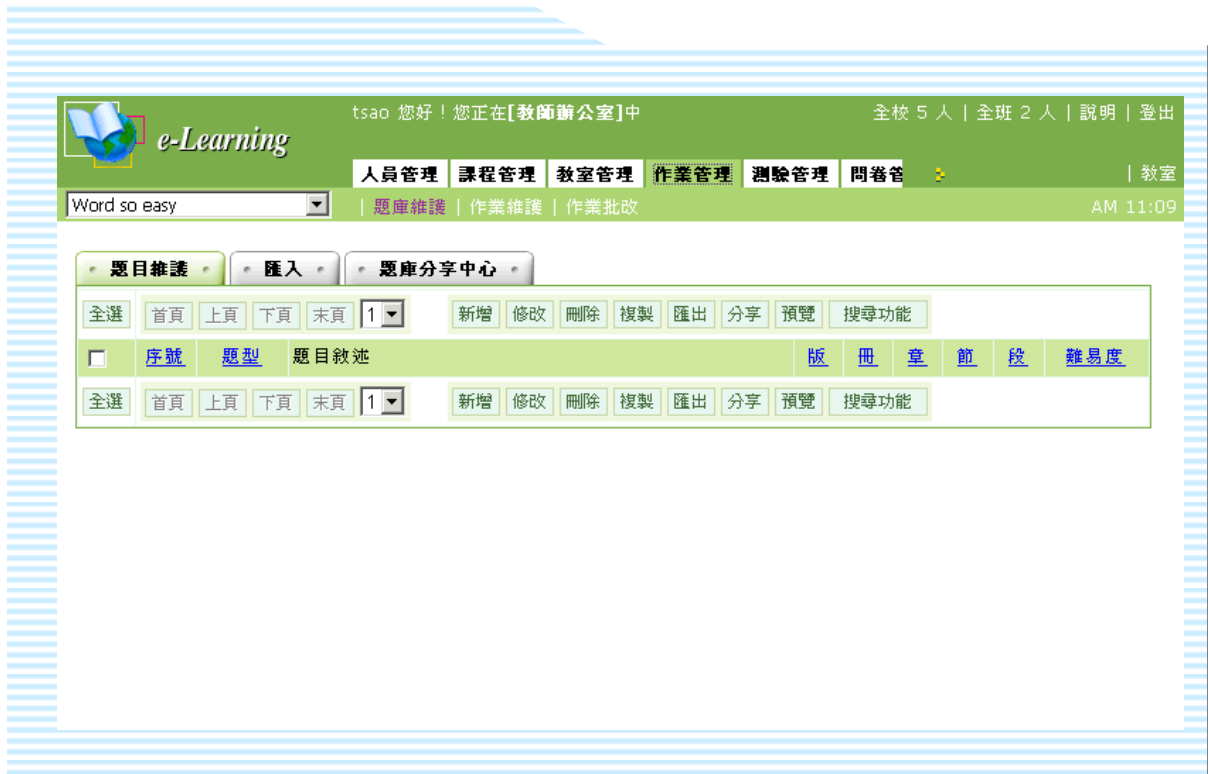 tsao 您好！您正在[教師辦公室]中 全校 5 人 | 全班 2 人 | 說明 | 登出
e-Learning
人員管理 課程管理 教室管理 作業管理 測驗管理 問卷管 | 教室
Word so easy | 題庫維護 | 作業維護 | 作業批改 AM 11:09
題目維護 匯入 題庫分享中心
全選 首頁 上頁 下頁 末頁 1 新增 修改 刪除 複製 匯出 分享 預覽 搜尋功能
序號 題型 題目敘述 版 冊 章 節 段 難易度
全選 首頁 上頁 下頁 末頁 1 新增 修改 刪除 複製 匯出 分享 預覽 搜尋功能